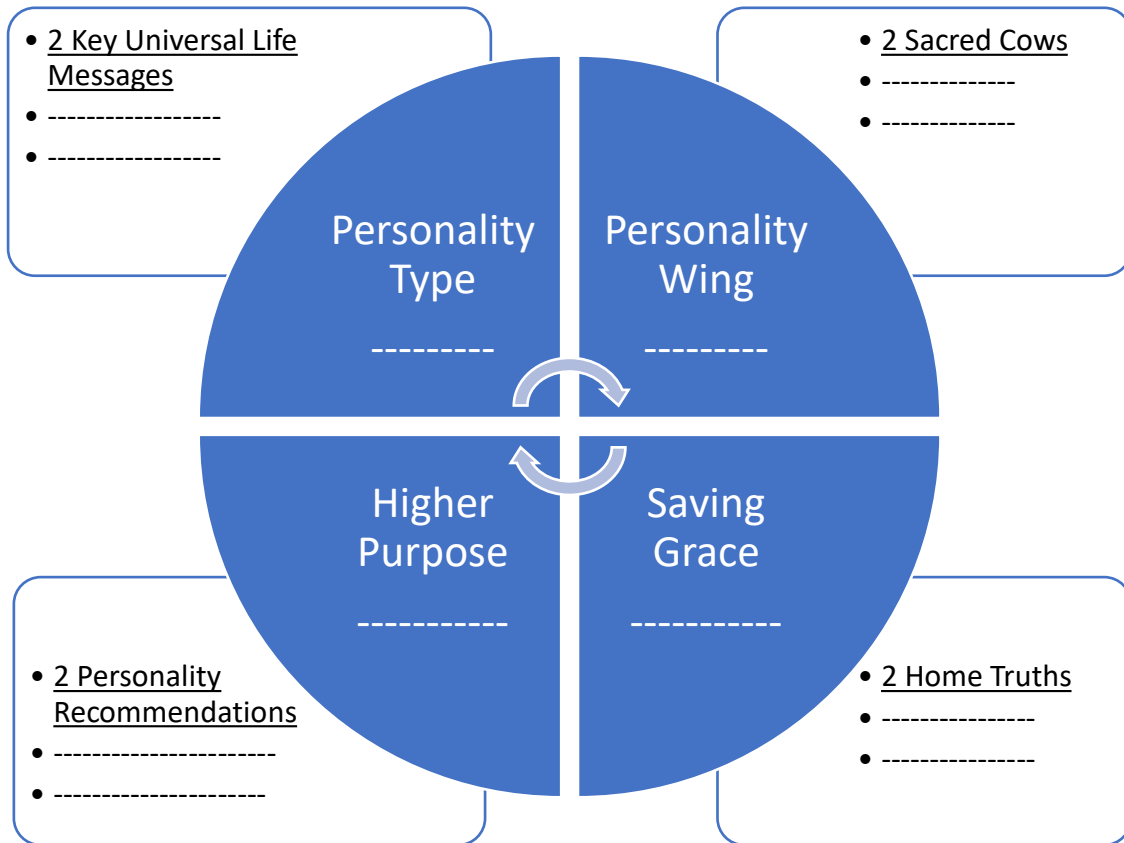 • 2 Key Universal Life
Messages
• ------------------
• ------------------
• 2 Sacred Cows
• --------------
• --------------
Personality
Type
---------
Personality
Wing
---------
Higher
Purpose
-----------
Saving
Grace
-----------
• 2 Personality
Recommendations
• -----------------------
• ----------------------
• 2 Home Truths
• ----------------
• ----------------